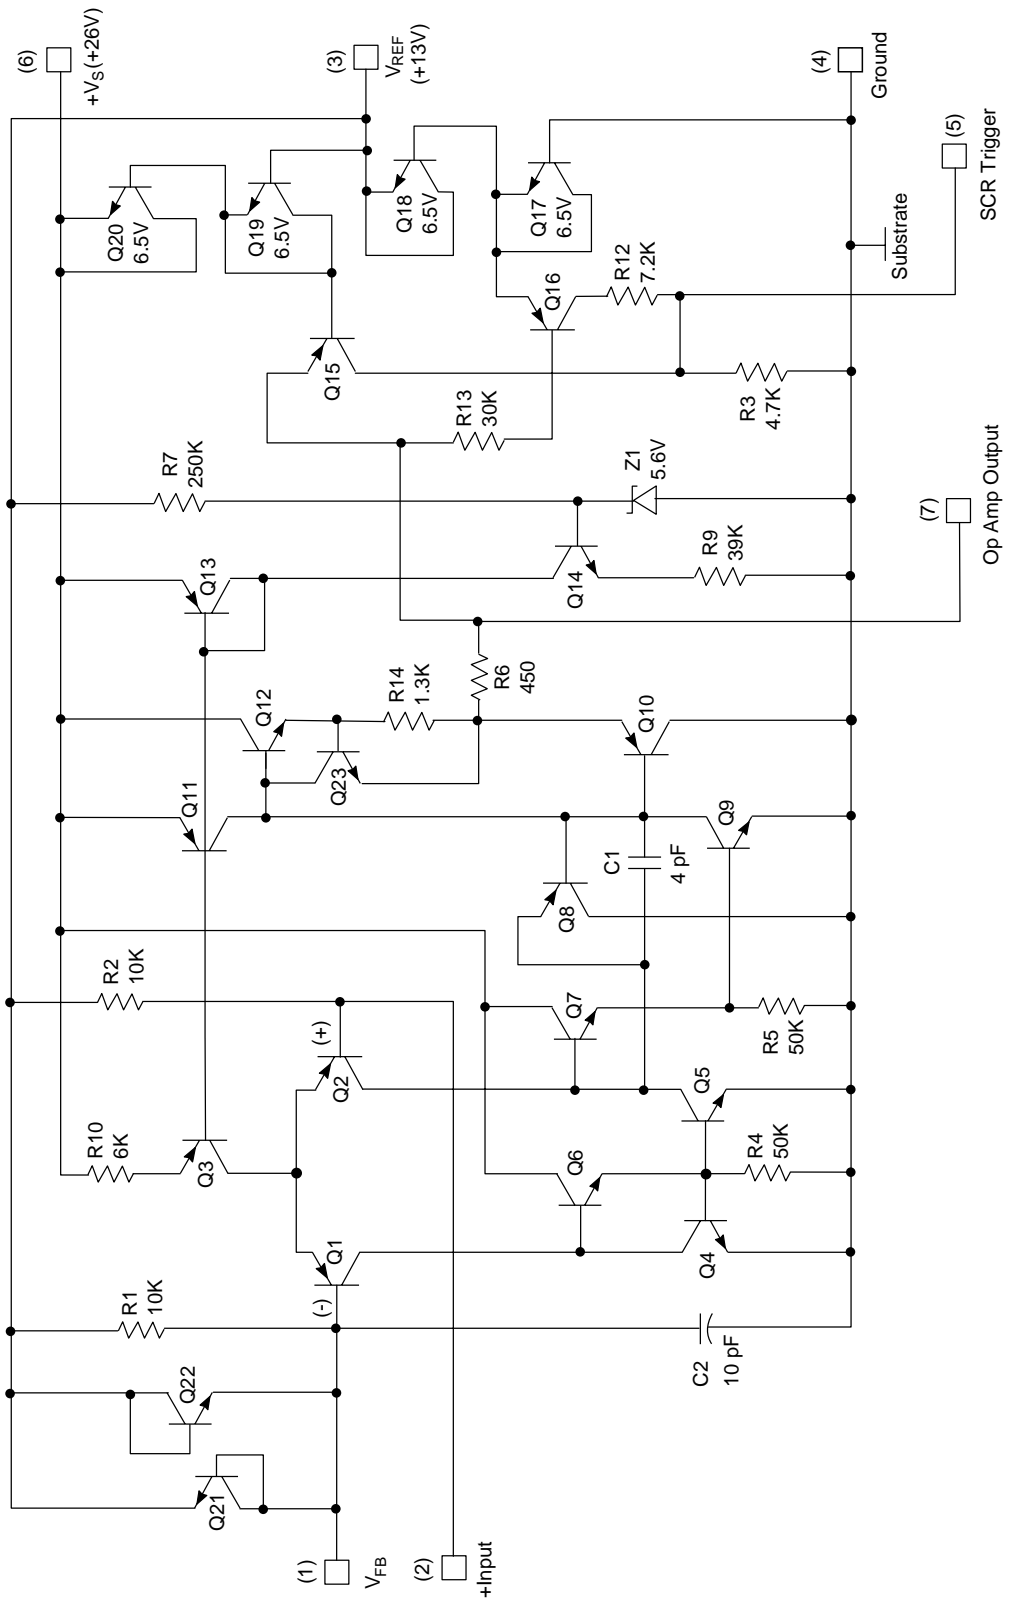 (6)
+VS (+26V)
(3)
VREF
(+13V)
(4)
Ground
(5)
SCR Trigger
Substrate
Q20
6.5V
Q19
6.5V
Q18
6.5V
Q17
6.5V
Q16
R12
7.2K
Q15
R13
30K
R3
4.7K
R7
250K
Z1
5.6V
(7)
Op Amp Output
Q13
Q14
R9
39K
Q12
R14
1.3K
R6
450
Q23
Q10
Q11
C1
4 pF
Q9
Q8
R2
10K
(+)
Q2
Q7
R5
50K
R10
6K
Q3
Q6
Q5
R4
50K
Q1
(-)
Q4
R1
10K
C2
10 pF
Q22
Q21
(1)
VFB
(2)
+Input